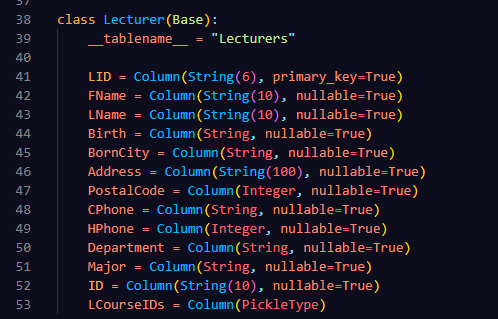 37
38 class Lecturer(Base):
39     __tablename__ = "Lecturers"
40
41     LID = Column(String(6), primary_key=True)
42     FName = Column(String(10), nullable=True)
43     LName = Column(String(10), nullable=True)
44     Birth = Column(String, nullable=True)
45     BornCity = Column(String, nullable=True)
46     Address = Column(String(100), nullable=True)
47     PostalCode = Column(Integer, nullable=True)
48     CPhone = Column(String, nullable=True)
49     HPhone = Column(Integer, nullable=True)
50     Department = Column(String, nullable=True)
51     Major = Column(String, nullable=True)
52     ID = Column(String(10), nullable=True)
53     LCourseIDs = Column(PickleType)